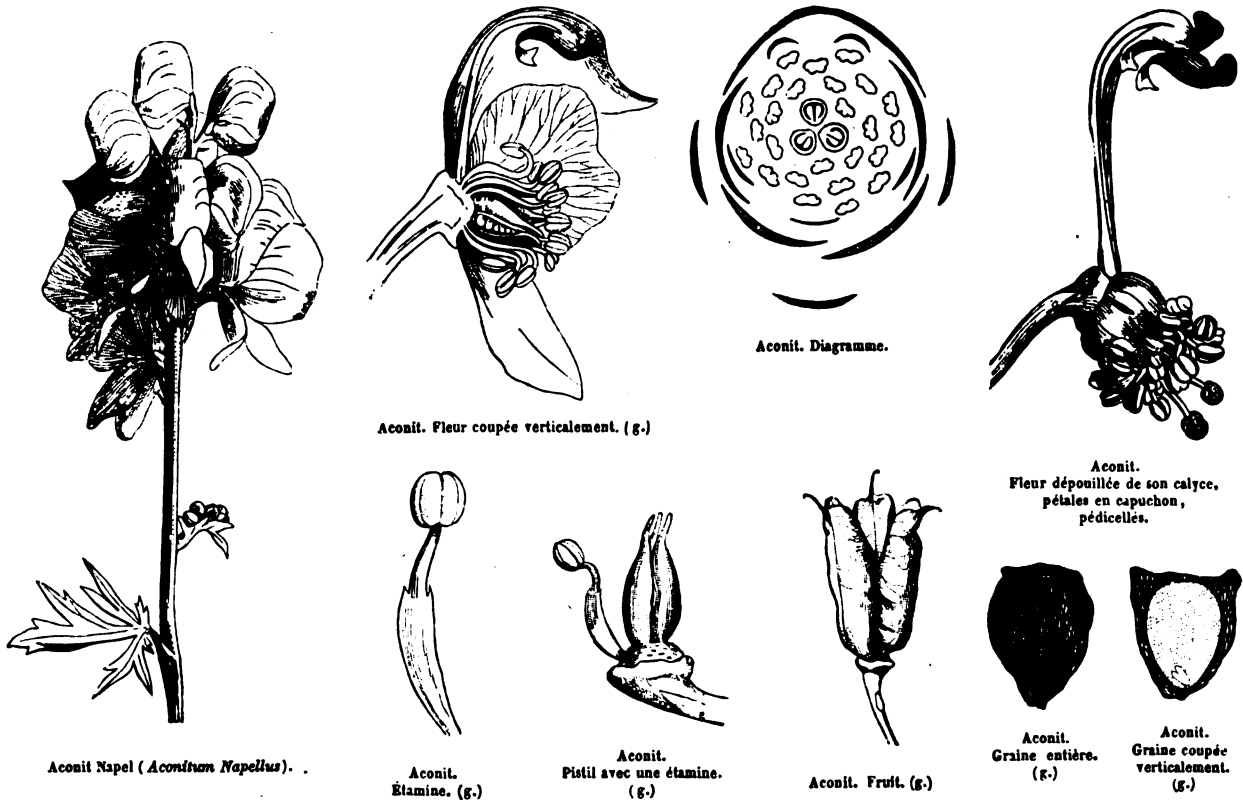 Aconit. Diagramme.
Aconit. Fleur coupée verticalement. (g.)
Aconit.
Fleur dépouillée de son calyce,
pétales en capuchon,
pédicellés.
Aconit Napel (Aconitum Napellus).
Aconit.
Étamine. (g.)
Aconit.
Pistil avec une étamine.
(g.)
Aconit. Fruit. (g.)
Aconit.
Graine entière.
(g.)
Aconit.
Graine coupée
verticalement.
(g.)